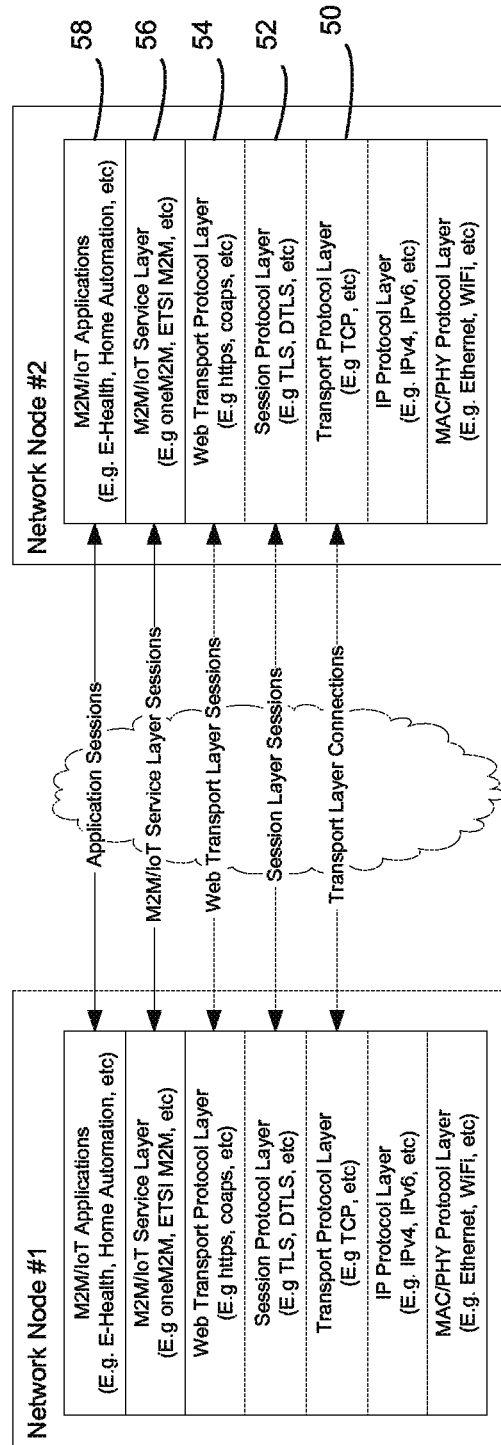 Network Node #1
M2M/IoT Applications
(E.g. E-Health, Home Automation, etc)
M2M/IoT Service Layer
(E.g oneM2M, ETSI M2M, etc)
Web Transport Protocol Layer
(E.g https, coaps, etc)
Session Protocol Layer
(E.g TLS, DTLS, etc)
Transport Protocol Layer
(E.g TCP, etc)
IP Protocol Layer
(E.g. IPv4, IPv6, etc)
MAC/PHY Protocol Layer
(E.g. Ethernet, WiFi, etc)
Application Sessions
M2M/IoT Service Layer Sessions
Web Transport Layer Sessions
Session Layer Sessions
Transport Layer Connections
Network Node #2
M2M/IoT Applications
(E.g. E-Health, Home Automation, etc)
M2M/IoT Service Layer
(E.g oneM2M, ETSI M2M, etc)
Web Transport Protocol Layer
(E.g https, coaps, etc)
Session Protocol Layer
(E.g TLS, DTLS, etc)
Transport Protocol Layer
(E.g TCP, etc)
IP Protocol Layer
(E.g. IPv4, IPv6, etc)
MAC/PHY Protocol Layer
(E.g. Ethernet, WiFi, etc)
58
56
54
52
50